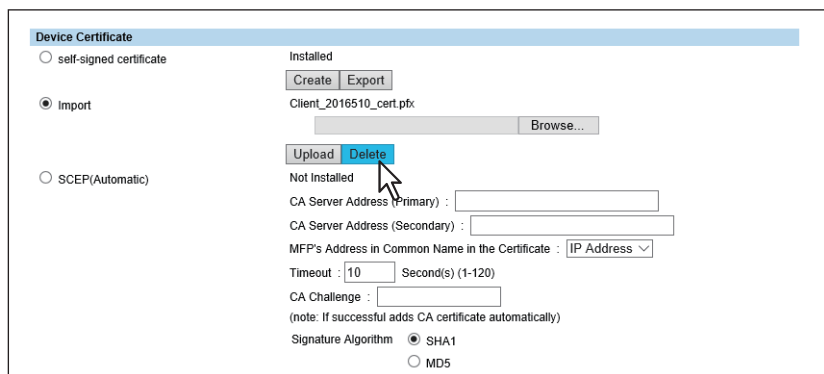 Device Certificate
self-signed certificate Installed
Create Export
Import Client_2016510_cert.pfx
Browse...
Upload Delete
SCEP(Automatic) Not Installed
CA Server Address (Primary) :
CA Server Address (Secondary) :
MFP's Address in Common Name in the Certificate : IP Address
Timeout : 10 Second(s) (1-120)
CA Challenge :
(note: If successful adds CA certificate automatically)
Signature Algorithm SHA1
MD5